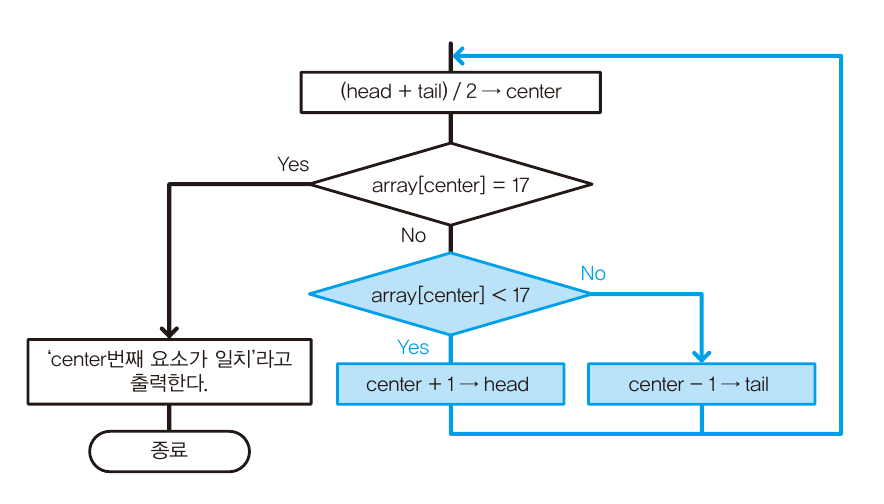 (head + tail) / 2 → center
Yes
array[center] = 17
No
array[center] < 17
No
Yes
'center번째 요소가 일치'라고
출력한다.
center + 1 → head
center − 1 → tail
종료